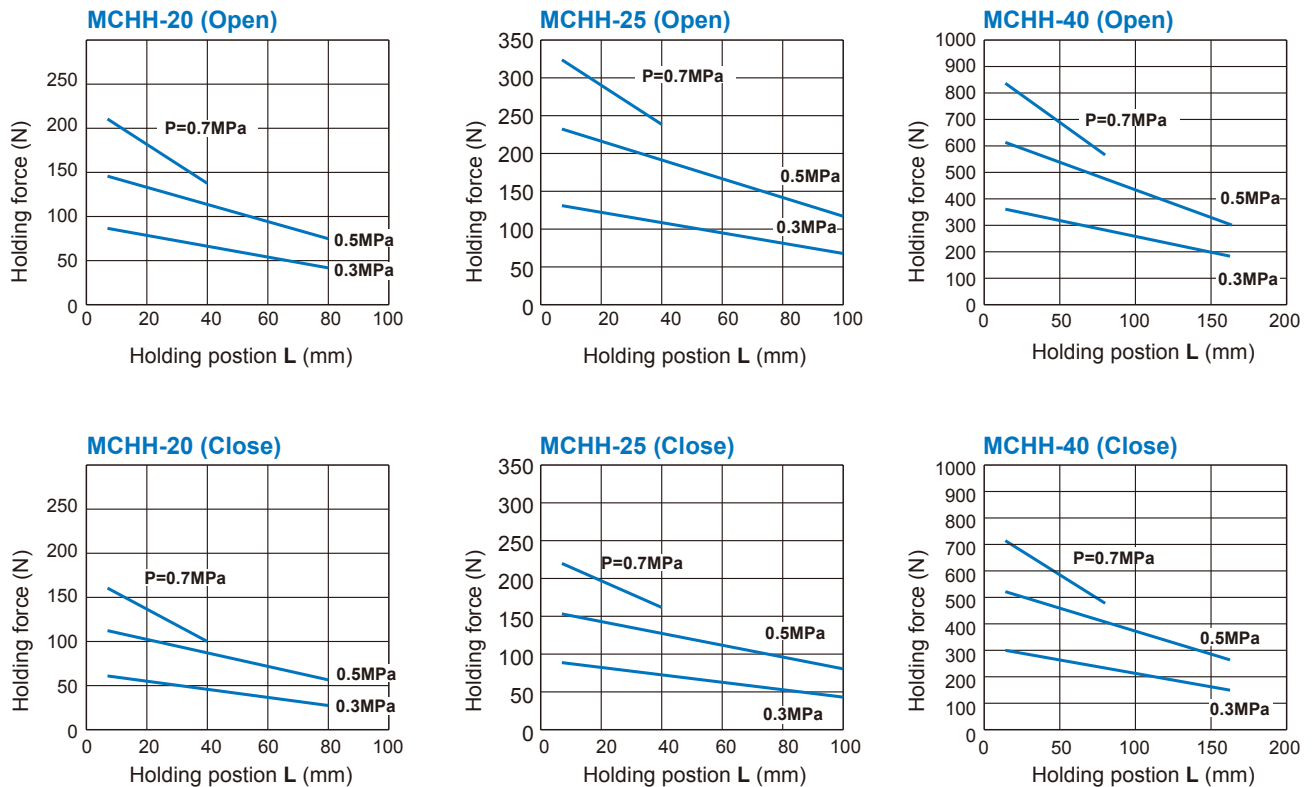 MCHH-20 (Open)
Holding force (N)
250
200
150
100
50
0
P=0.7MPa
0.5MPa
0.3MPa
0 20 40 60 80 100
Holding postion L (mm)
MCHH-25 (Open)
Holding force (N)
350
300
250
200
150
100
50
0
P=0.7MPa
0.5MPa
0.3MPa
0 20 40 60 80 100
Holding postion L (mm)
MCHH-40 (Open)
Holding force (N)
1000
900
800
700
600
500
400
300
200
100
0
P=0.7MPa
0.5MPa
0.3MPa
0 50 100 150 200
Holding postion L (mm)
MCHH-20 (Close)
Holding force (N)
250
200
150
100
50
0
P=0.7MPa
0.5MPa
0.3MPa
0 20 40 60 80 100
Holding postion L (mm)
MCHH-25 (Close)
Holding force (N)
350
300
250
200
150
100
50
0
P=0.7MPa
0.5MPa
0.3MPa
0 20 40 60 80 100
Holding postion L (mm)
MCHH-40 (Close)
Holding force (N)
1000
900
800
700
600
500
400
300
200
100
0
P=0.7MPa
0.5MPa
0.3MPa
0 50 100 150 200
Holding postion L (mm)